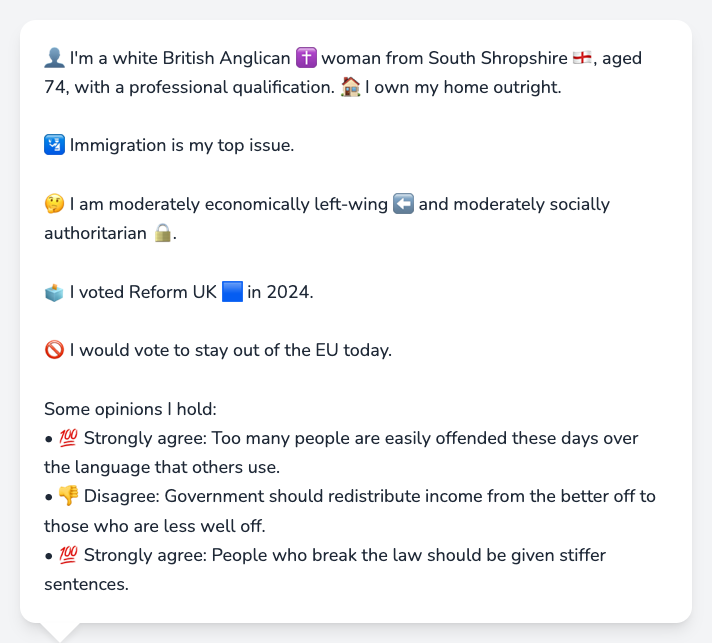 👤 I'm a white British Anglican ✝️ woman from South Shropshire 🏴󠁧󠁢󠁥󠁮󠁧󠁿, aged
74, with a professional qualification. 🏠 I own my home outright.
🛂 Immigration is my top issue.
🤔 I am moderately economically left-wing ⬅️ and moderately socially
authoritarian 🔒.
🗳️ I voted Reform UK 🟦 in 2024.
🚫 I would vote to stay out of the EU today.
Some opinions I hold:
• 💯 Strongly agree: Too many people are easily offended these days over
the language that others use.
• 👎 Disagree: Government should redistribute income from the better off to
those who are less well off.
• 💯 Strongly agree: People who break the law should be given stiffer
sentences.